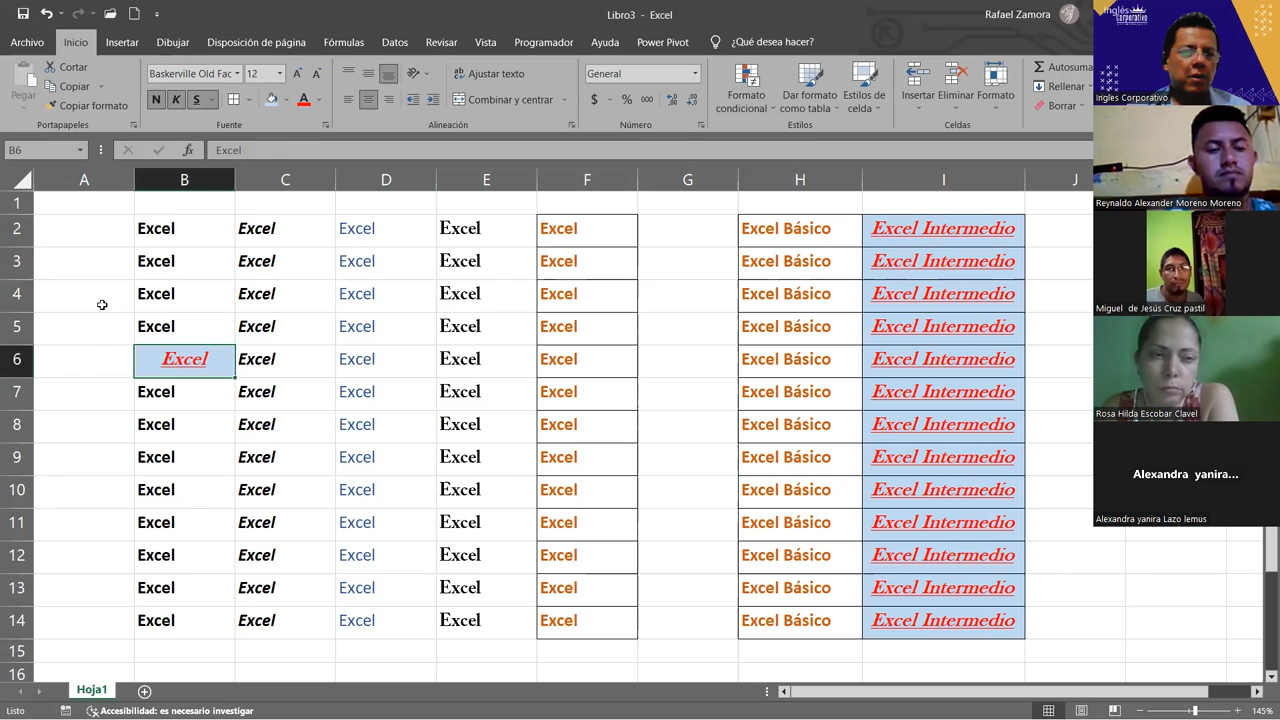 Libro3 - Excel
Rafael Zamora
Archivo Inicio Insertar Dibujar Disposición de página Fórmulas Datos Revisar Vista Programador Ayuda Power Pivot ¿Qué desea hacer?
Pegar
Cortar
Copiar
Copiar formato
Portapapeles
Baskerville Old Fac 12
N K S
Fuente
Ajustar texto
Combinar y centrar
Alineación
General
$ % 000
Número
Formato condicional
Dar formato como tabla
Estilos de celda
Estilos
Insertar Eliminar Formato
Celdas
Autosuma
Rellenar
Borrar
B6 fx Excel
A B C D E F G H I J
1
2 Excel Excel Excel Excel Excel Excel Básico Excel Intermedio
3 Excel Excel Excel Excel Excel Excel Básico Excel Intermedio
4 Excel Excel Excel Excel Excel Excel Básico Excel Intermedio
5 Excel Excel Excel Excel Excel Excel Básico Excel Intermedio
6 Excel Excel Excel Excel Excel Excel Básico Excel Intermedio
7 Excel Excel Excel Excel Excel Excel Básico Excel Intermedio
8 Excel Excel Excel Excel Excel Excel Básico Excel Intermedio
9 Excel Excel Excel Excel Excel Excel Básico Excel Intermedio
10 Excel Excel Excel Excel Excel Excel Básico Excel Intermedio
11 Excel Excel Excel Excel Excel Excel Básico Excel Intermedio
12 Excel Excel Excel Excel Excel Excel Básico Excel Intermedio
13 Excel Excel Excel Excel Excel Excel Básico Excel Intermedio
14 Excel Excel Excel Excel Excel Excel Básico Excel Intermedio
15
16
Hoja1
Listo
Accesibilidad: es necesario investigar
145%
Inglés Corporativo
Ingles Corporativo
Reynaldo Alexander Moreno Moreno
Miguel de Jesús Cruz pastil
Rosa Hilda Escobar Clavel
Alexandra yanira...
Alexandra yanira Lazo lemus